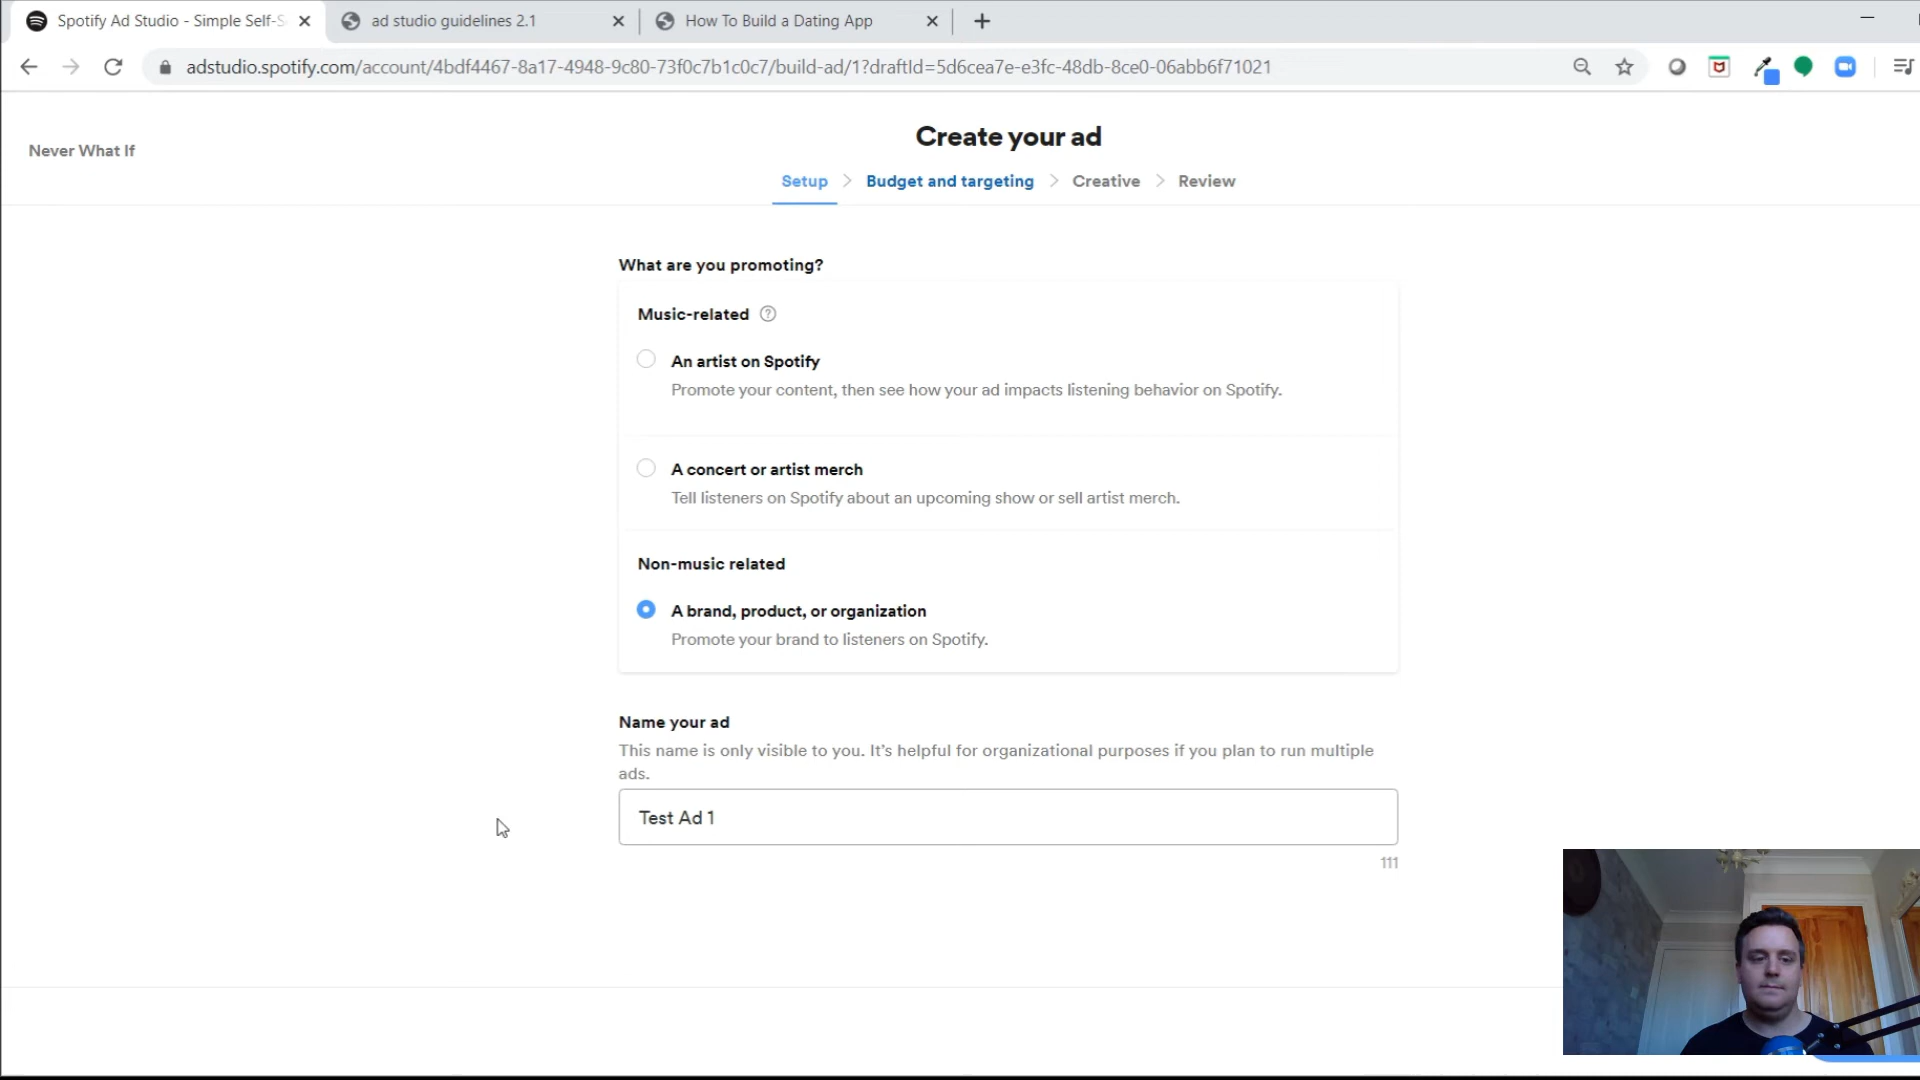 Spotify Ad Studio - Simple Self-S
ad studio guidelines 2.1
How To Build a Dating App
adstudio.spotify.com/account/4bdf4467-8a17-4948-9c80-73f0c7b1c0c7/build-ad/1?draftId=5d6cea7e-e3fc-48db-8ce0-06abb6f71021
Never What If
Create your ad
Setup > Budget and targeting > Creative > Review
What are you promoting?
Music-related ?
An artist on Spotify
Promote your content, then see how your ad impacts listening behavior on Spotify.
A concert or artist merch
Tell listeners on Spotify about an upcoming show or sell artist merch.
Non-music related
A brand, product, or organization
Promote your brand to listeners on Spotify.
Name your ad
This name is only visible to you. It's helpful for organizational purposes if you plan to run multiple
ads.
Test Ad 1
111